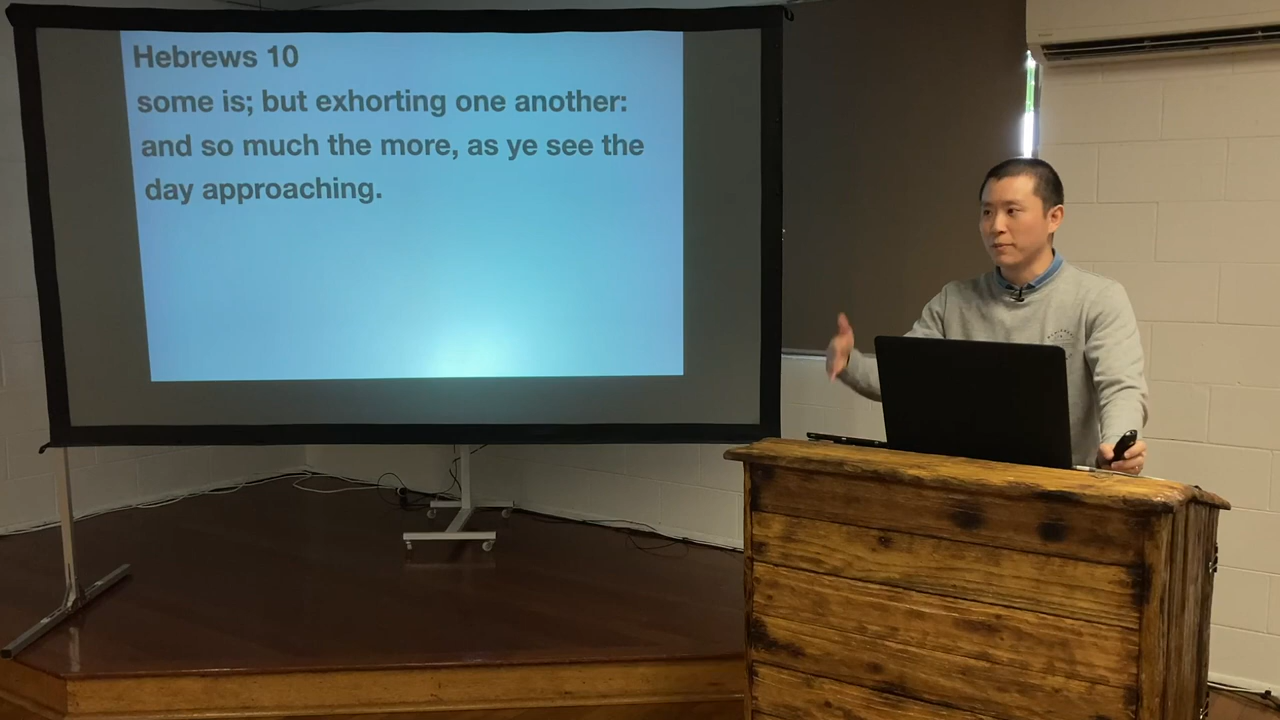 Hebrews 10
some is; but exhorting one another:
and so much the more, as ye see the
day approaching.